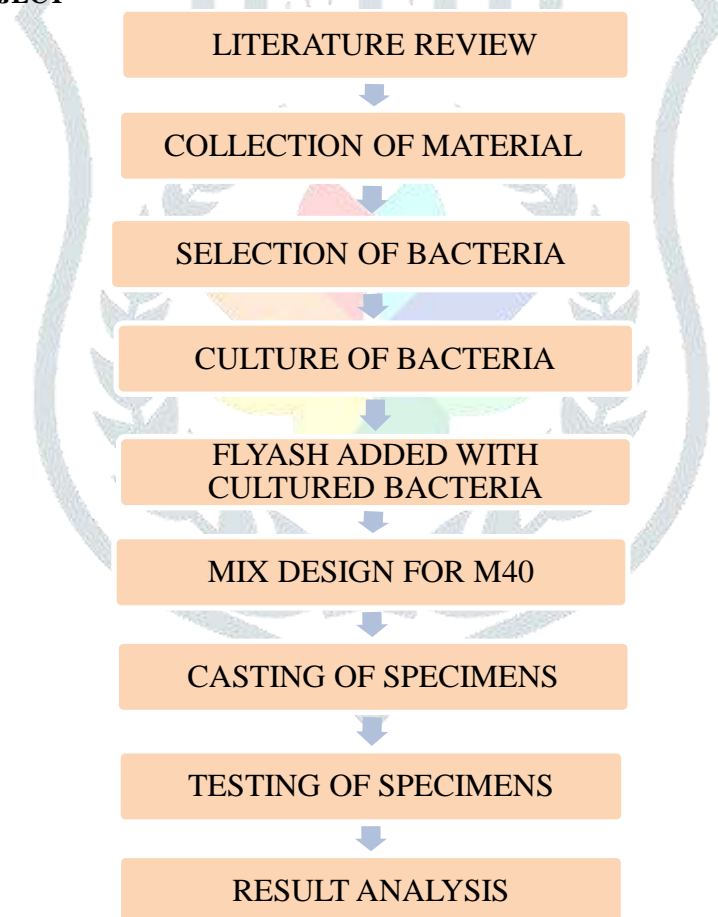 LITERATURE REVIEW
COLLECTION OF MATERIAL
SELECTION OF BACTERIA
CULTURE OF BACTERIA
FLYASH ADDED WITH
CULTURED BACTERIA
MIX DESIGN FOR M40
CASTING OF SPECIMENS
TESTING OF SPECIMENS
RESULT ANALYSIS